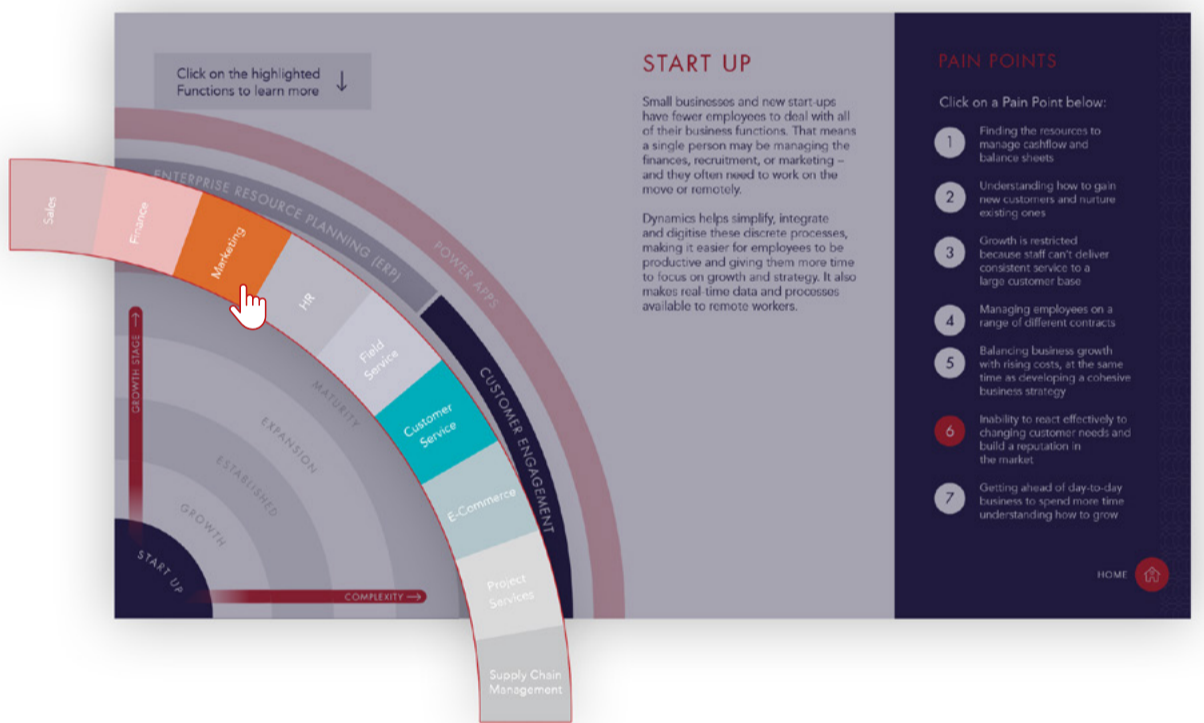 Click on the highlighted
Functions to learn more
ENTERPRISE RESOURCE PLANNING (ERP)
POWER APPS
CUSTOMER ENGAGEMENT
Sales
Finance
Marketing
HR
Field
Service
Customer
Service
E-Commerce
Project
Services
Supply Chain
Management
GROWTH STAGE
MATURITY
EXPANSION
ESTABLISHED
GROWTH
START UP
COMPLEXITY
START UP
Small businesses and new start-ups
have fewer employees to deal with all
of their business functions. That means
a single person may be managing the
finances, recruitment, or marketing –
and they often need to work on the
move or remotely.
Dynamics helps simplify, integrate
and digitise these discrete processes,
making it easier for employees to be
productive and giving them more time
to focus on growth and strategy. It also
makes real-time data and processes
available to remote workers.
PAIN POINTS
Click on a Pain Point below:
1
Finding the resources to
manage cashflow and
balance sheets
2
Understanding how to gain
new customers and nurture
existing ones
3
Growth is restricted
because staff can't deliver
consistent service to a
large customer base
4
Managing employees on a
range of different contracts
5
Balancing business growth
with rising costs, at the same
time as developing a cohesive
business strategy
6
Inability to react effectively to
changing customer needs and
build a reputation in
the market
7
Getting ahead of day-to-day
business to spend more time
understanding how to grow
HOME